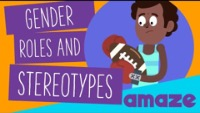 GENDER
ROLES AND
STEREOTYPES
amaze